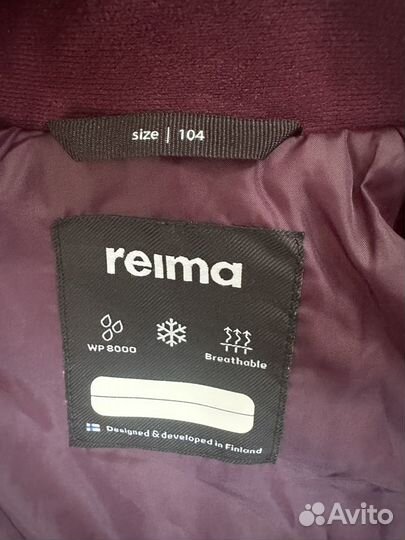 size | 104
reima
WP 8000
Breathable
Designed & developed in Finland
Avito